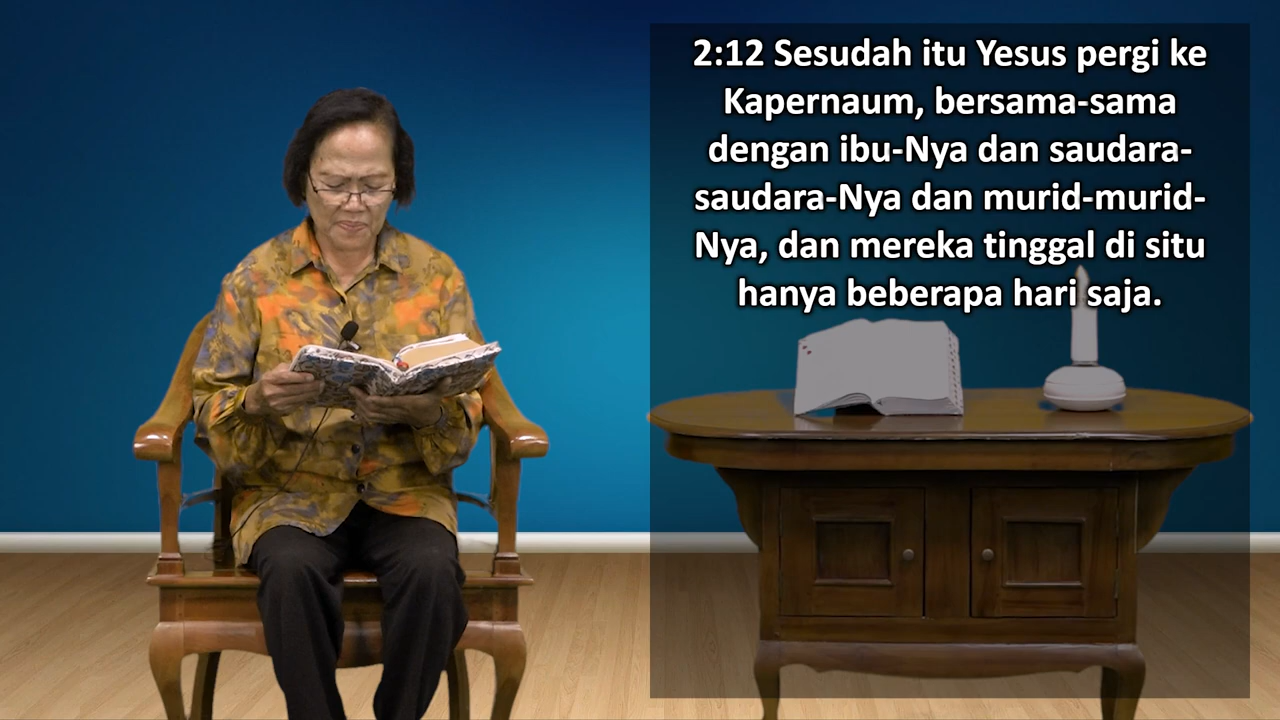 2:12 Sesudah itu Yesus pergi ke
Kapernaum, bersama-sama
dengan ibu-Nya dan saudara-
saudara-Nya dan murid-murid-
Nya, dan mereka tinggal di situ
hanya beberapa hari saja.